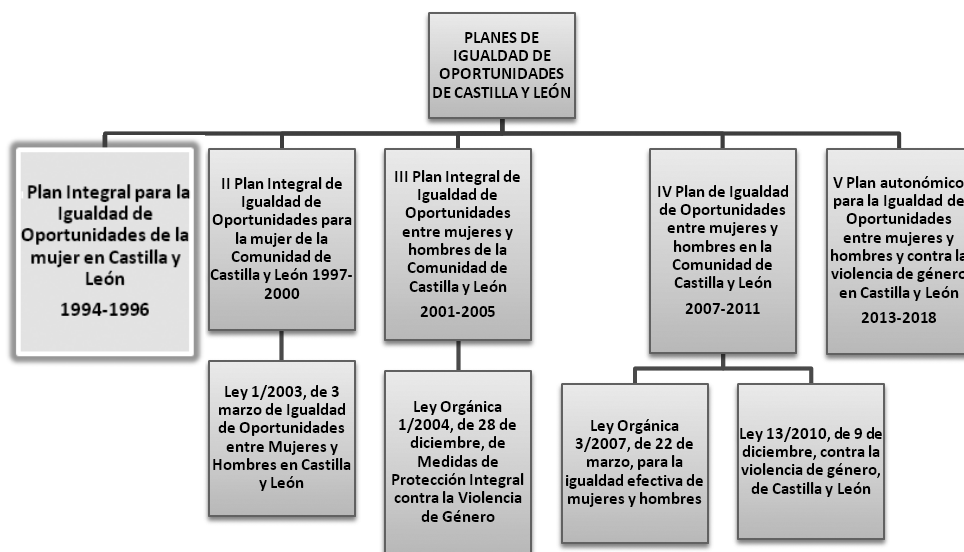 PLANES DE
IGUALDAD DE
OPORTUNIDADES
DE CASTILLA Y LEÓN
Plan Integral para la
Igualdad de
Oportunidades de la
mujer en Castilla y
León
1994-1996
II Plan Integral de
Igualdad de
Oportunidades para
la mujer de la
Comunidad de
Castilla y León 1997-
2000
III Plan Integral de
Igualdad de
Oportunidades
entre mujeres y
hombres de la
Comunidad de
Castilla y León
2001-2005
IV Plan de Igualdad
de Oportunidades
entre mujeres y
hombres en la
Comunidad de
Castilla y León
2007-2011
V Plan autonómico
para la Igualdad de
Oportunidades
entre mujeres y
hombres y contra la
violencia de género
en Castilla y León
2013-2018
Ley 1/2003, de 3
marzo de Igualdad
de Oportunidades
entre Mujeres y
Hombres en Castilla
y León
Ley Orgánica
1/2004, de 28 de
diciembre, de
Medidas de
Protección Integral
contra la Violencia
de Género
Ley Orgánica
3/2007, de 22 de
marzo, para la
igualdad efectiva de
mujeres y hombres
Ley 13/2010, de 9 de
diciembre, contra la
violencia de género,
de Castilla y León